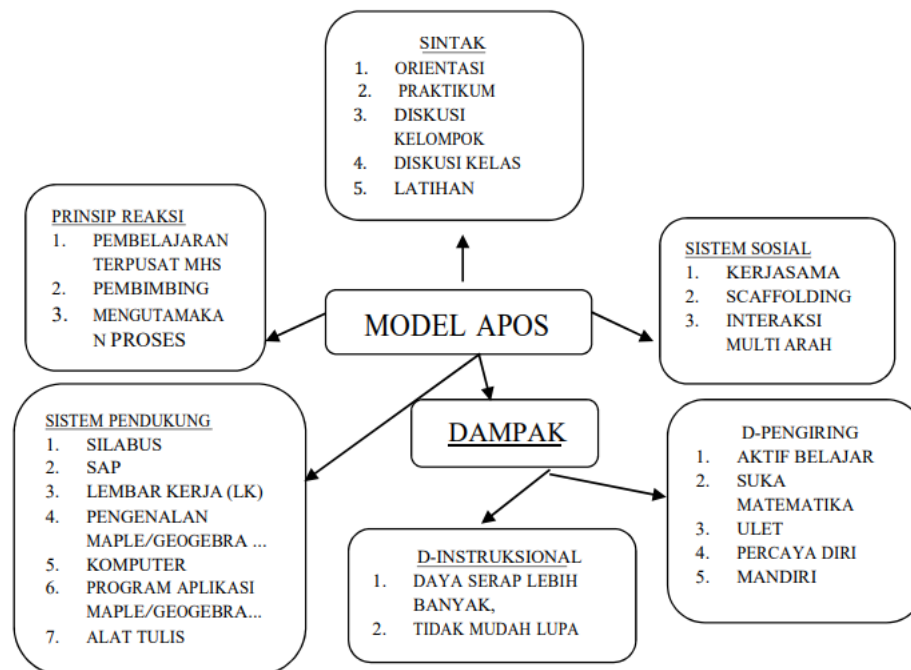 SINTAK
1. ORIENTASI
2. PRAKTIKUM
3. DISKUSI
KELOMPOK
4. DISKUSI KELAS
5. LATIHAN
PRINSIP REAKSI
1. PEMBELAJARAN
TERPUSAT MHS
2. PEMBIMBING
3. MENGUTAMAKA
N PROSES
MODEL APOS
SISTEM SOSIAL
1. KERJASAMA
2. SCAFFOLDING
3. INTERAKSI
MULTI ARAH
SISTEM PENDUKUNG
1. SILABUS
2. SAP
3. LEMBAR KERJA (LK)
4. PENGENALAN
MAPLE/GEOGEBRA ...
5. KOMPUTER
6. PROGRAM APLIKASI
MAPLE/GEOGEBRA...
7. ALAT TULIS
DAMPAK
D-INSTRUKSIONAL
1. DAYA SERAP LEBIH
BANYAK,
2. TIDAK MUDAH LUPA
D-PENGIRING
1. AKTIF BELAJAR
2. SUKA
MATEMATIKA
3. ULET
4. PERCAYA DIRI
5. MANDIRI